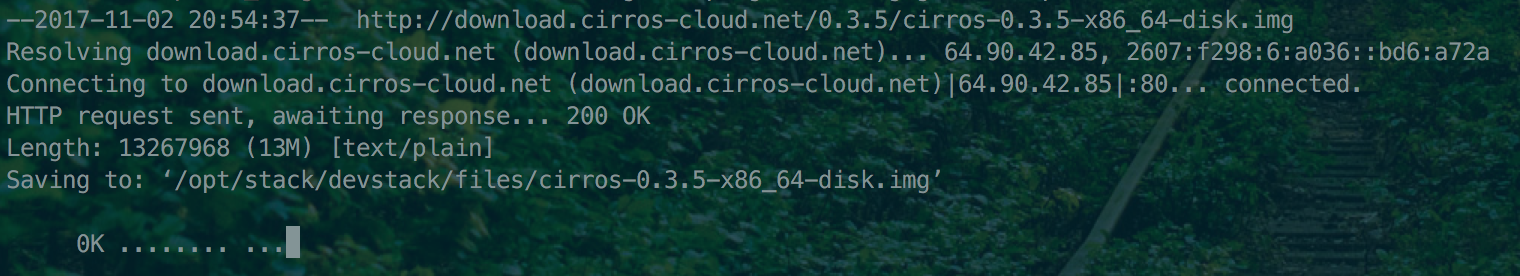 --2017-11-02 20:54:37--  http://download.cirros-cloud.net/0.3.5/cirros-0.3.5-x86_64-disk.img
Resolving download.cirros-cloud.net (download.cirros-cloud.net)... 64.90.42.85, 2607:f298:6:a036::bd6:a72a
Connecting to download.cirros-cloud.net (download.cirros-cloud.net)|64.90.42.85|:80... connected.
HTTP request sent, awaiting response... 200 OK
Length: 13267968 (13M) [text/plain]
Saving to: ‘/opt/stack/devstack/files/cirros-0.3.5-x86_64-disk.img’
0K ........ ...